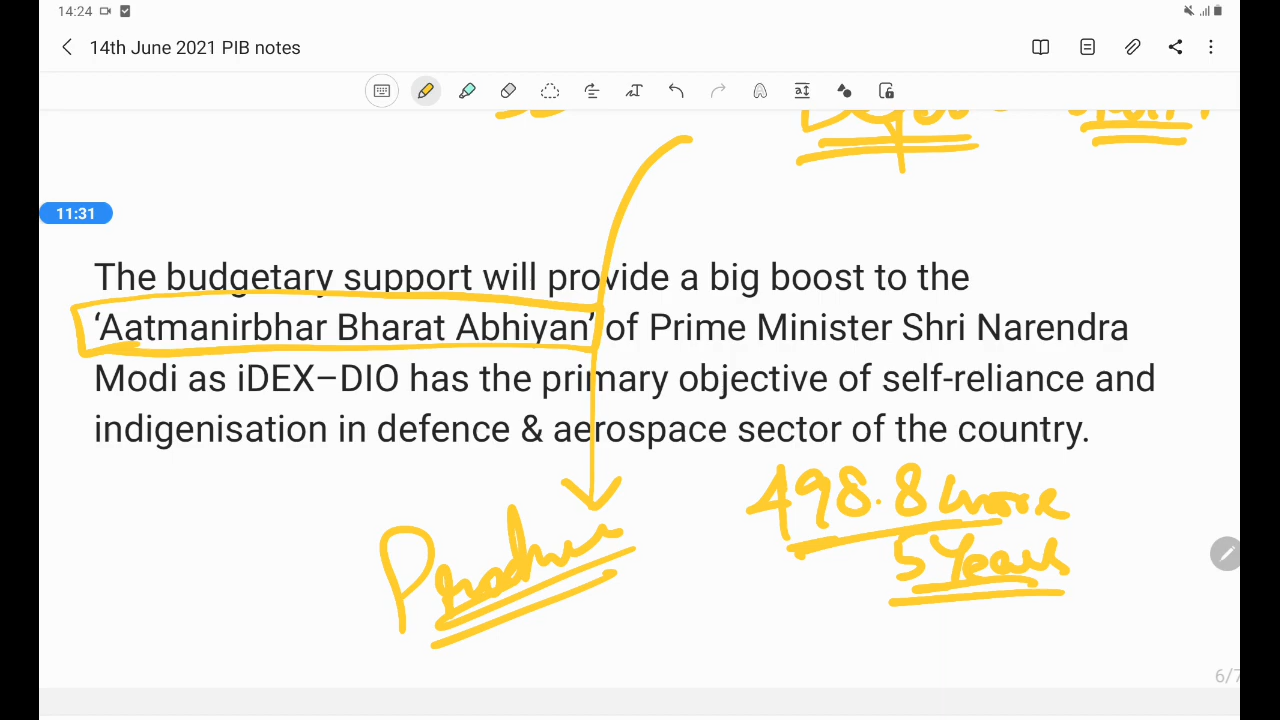 14:24
14th June 2021 PIB notes
11:31
The budgetary support will provide a big boost to the
‘Aatmanirbhar Bharat Abhiyan’ of Prime Minister Shri Narendra
Modi as iDEX–DIO has the primary objective of self-reliance and
indigenisation in defence & aerospace sector of the country.
498.8 crore
5 Years
6/7